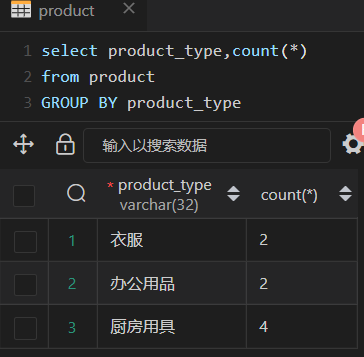 product
1 select product_type,count(*)
2 from product
3 GROUP BY product_type
输入以搜索数据
* product_type count(*)
varchar(32)
1 衣服 2
2 办公用品 2
3 厨房用具 4